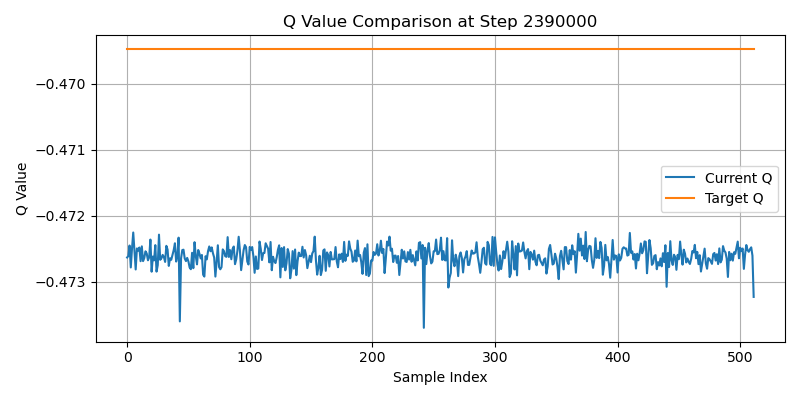 Q Value Comparison at Step 2390000
−0.470
−0.471
−0.472
−0.473
Q Value
Current Q
Target Q
0
100
200
300
400
500
Sample Index